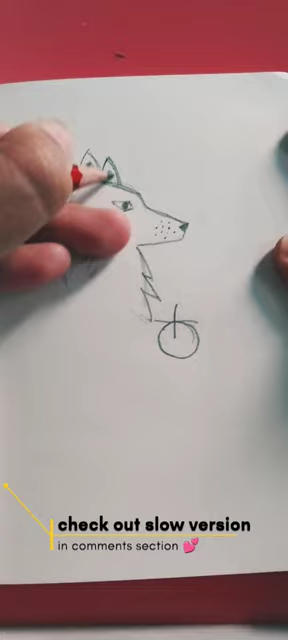 check out slow version
in comments section 💕